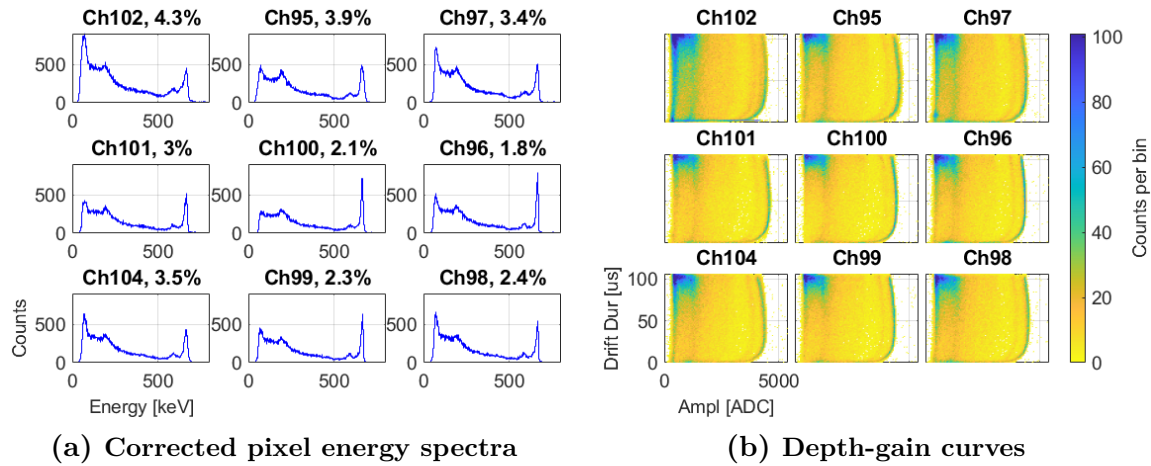 Ch102, 4.3% Ch95, 3.9% Ch97, 3.4%
500 500 500
0 0 0
0 500 0 500 0 500
Ch101, 3% Ch100, 2.1% Ch96, 1.8%
500 500 500
0 0 0
Ch104, 3.5% Ch99, 2.3% Ch98, 2.4%
500 500 500
0 0 0
0 500 0 500 0 500
Counts
Energy [keV]
(a) Corrected pixel energy spectra
Ch102 Ch95 Ch97
Ch101 Ch100 Ch96
Ch104 Ch99 Ch98
100
50
0
0 5000
Drift Dur [us]
Ampl [ADC]
100
80
60
40
20
0
Counts per bin
(b) Depth-gain curves